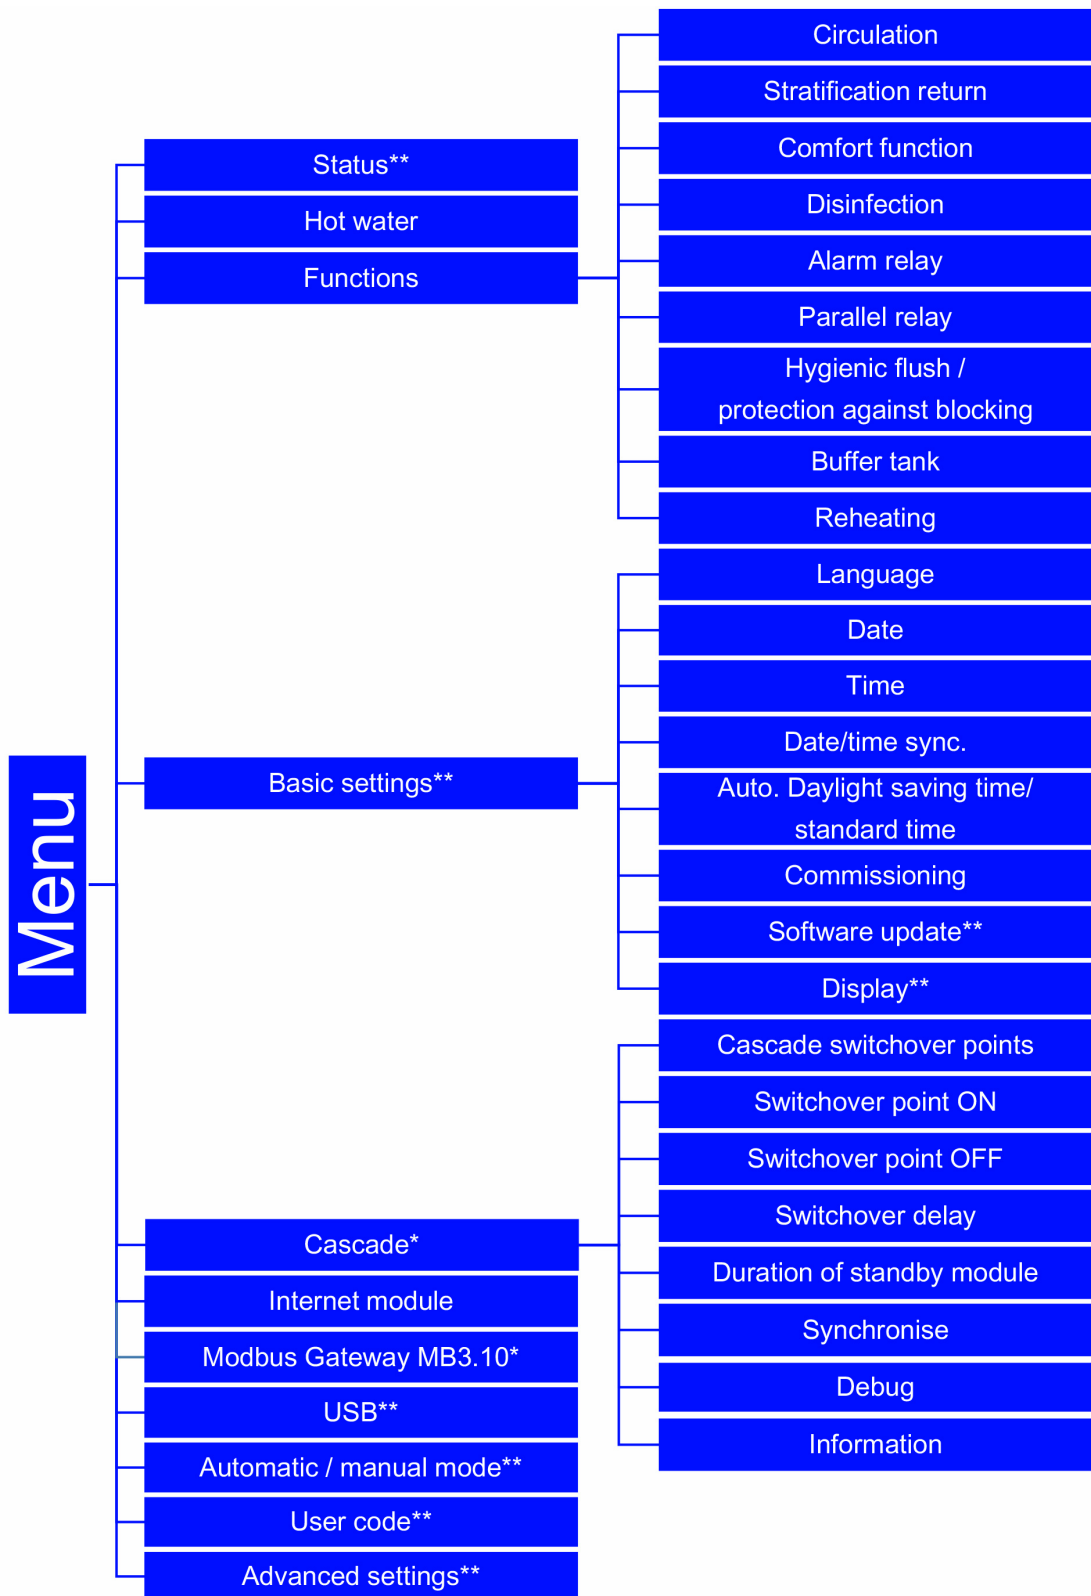 Menu
Status**
Hot water
Functions
Circulation
Stratification return
Comfort function
Disinfection
Alarm relay
Parallel relay
Hygienic flush /
protection against blocking
Buffer tank
Reheating
Basic settings**
Language
Date
Time
Date/time sync.
Auto. Daylight saving time/
standard time
Commissioning
Software update**
Display**
Cascade*
Cascade switchover points
Switchover point ON
Switchover point OFF
Switchover delay
Duration of standby module
Synchronise
Debug
Information
Internet module
Modbus Gateway MB3.10*
USB**
Automatic / manual mode**
User code**
Advanced settings**